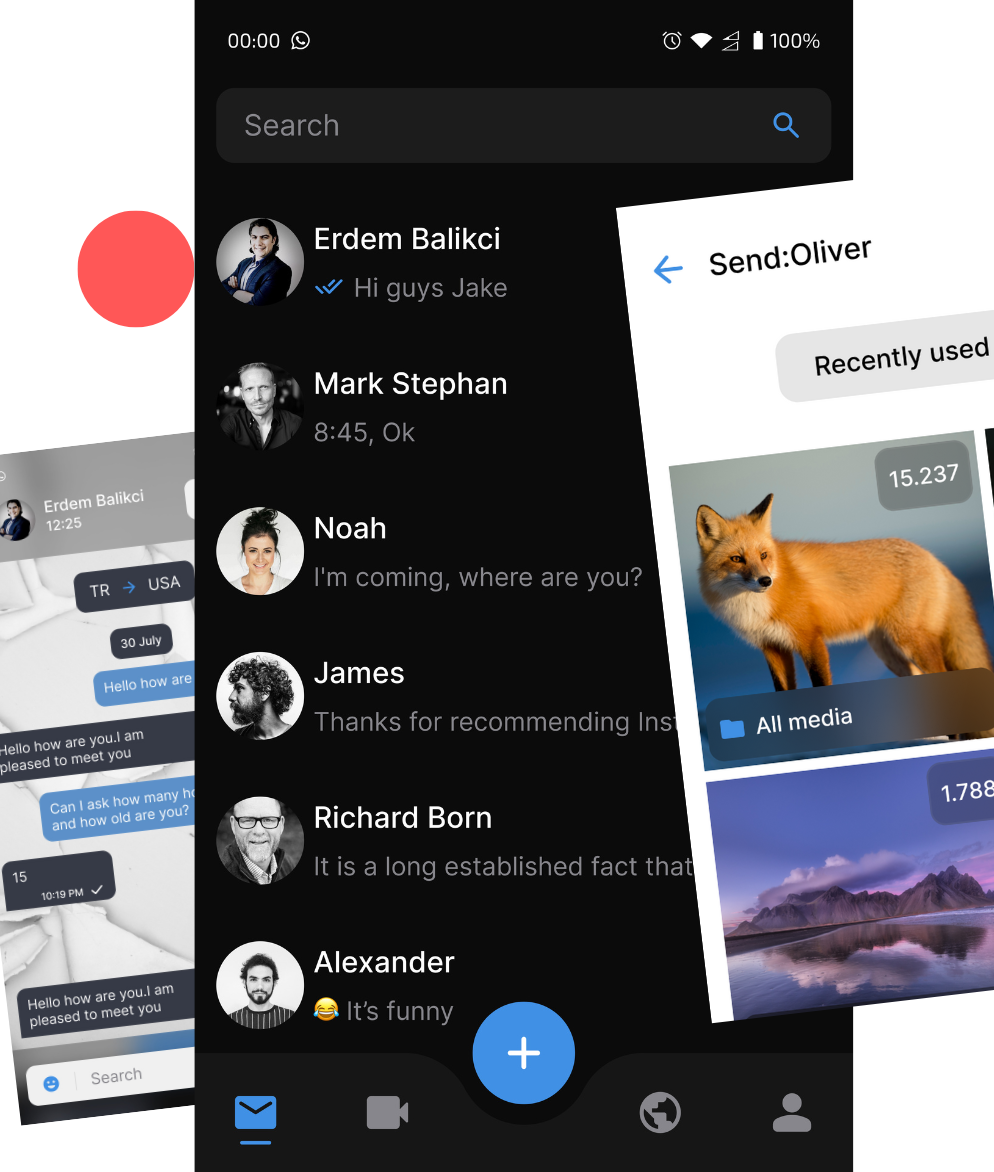 00:00
100%
Search
Erdem Balikci
Hi guys Jake
Mark Stephan
8:45, Ok
Noah
I'm coming, where are you?
James
Thanks for recommending Inst
Richard Born
It is a long established fact that
Alexander
😂 It's funny
Send:Oliver
Recently used
15.237
All media
1.788
Erdem Balikci
12:25
TR → USA
30 July
Hello how are
Hello how are you.I am
pleased to meet you
Can I ask how many ho
and how old are you?
15
10:19 PM
Hello how are you.I am
pleased to meet you
Search